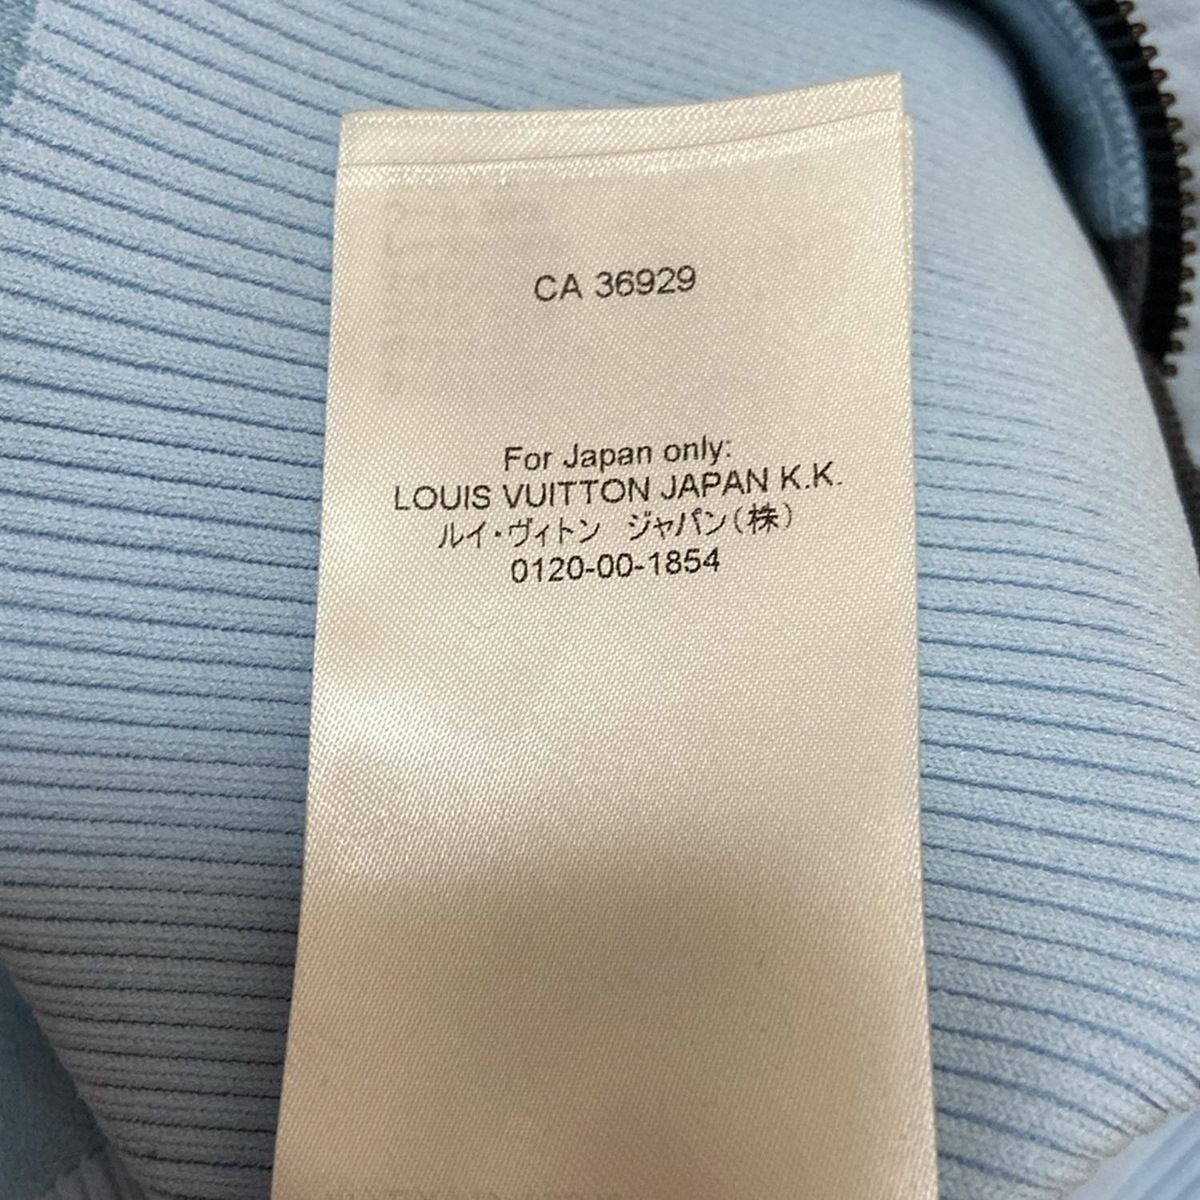 CA 36929
For Japan only:
LOUIS VUITTON JAPAN K.K.
ルイ・ヴィトン ジャパン(株)
0120-00-1854